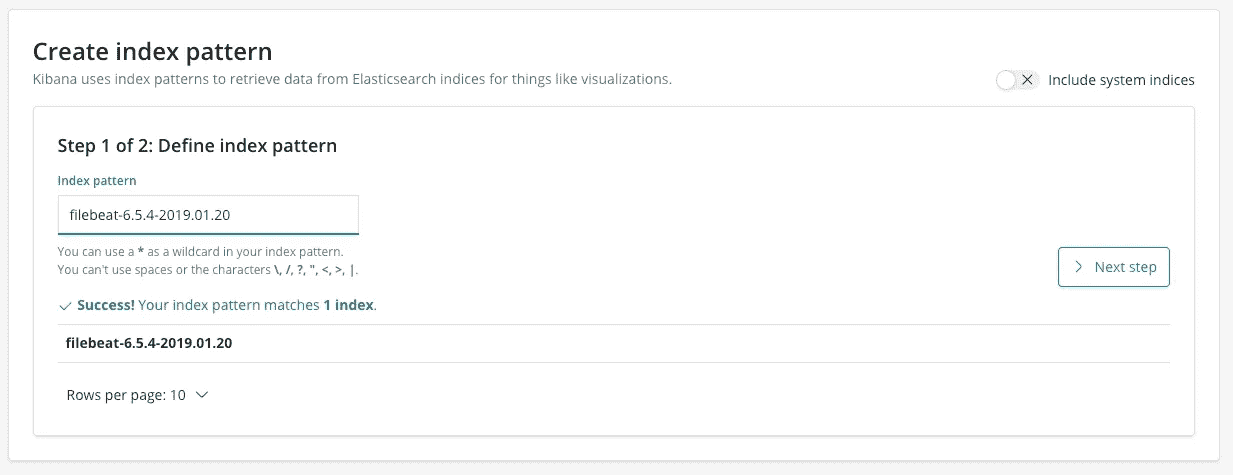 Create index pattern
Kibana uses index patterns to retrieve data from Elasticsearch indices for things like visualizations.
Include system indices
Step 1 of 2: Define index pattern
Index pattern
filebeat-6.5.4-2019.01.20
You can use a * as a wildcard in your index pattern.
You can't use spaces or the characters \, /, ?, ", <, >, |.
Next step
Success! Your index pattern matches 1 index.
filebeat-6.5.4-2019.01.20
Rows per page: 10